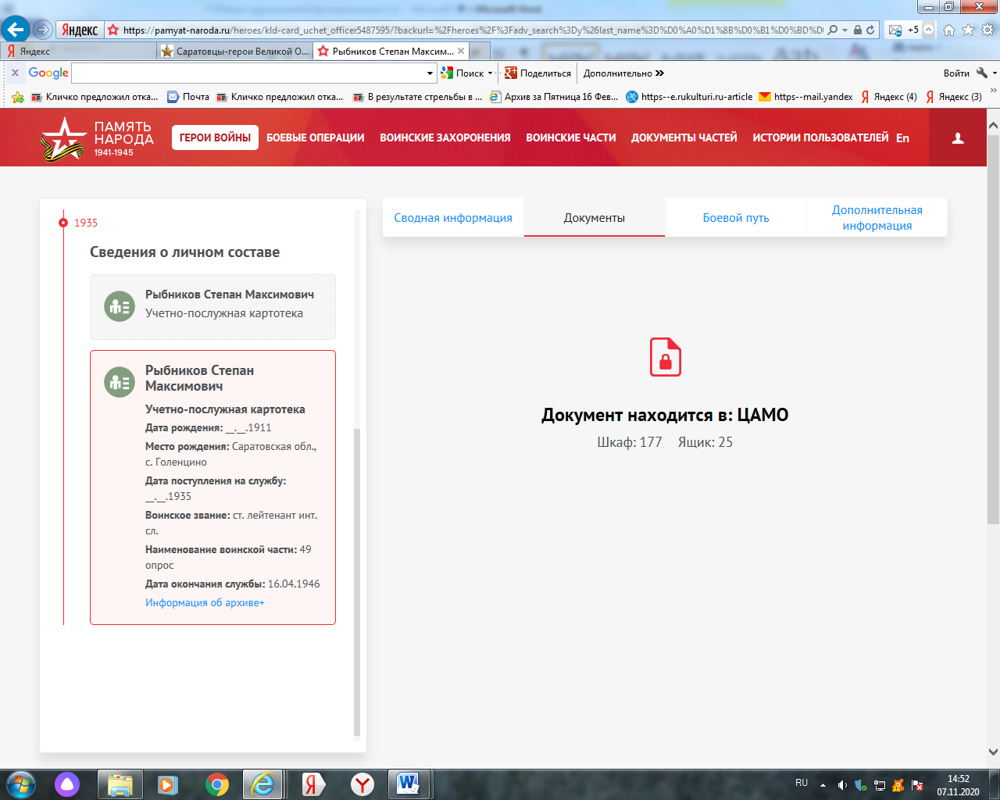 Яндекс
https://pamyat-naroda.ru/heroes/kld-card_uchet_officer5487595/?backurl=%2Fheroes%2F%3Fadv_search%3Dy%26last_name%3D%D0%A0%D1%8B%D0%B1%D0%BD%D
+5
Яндекс
Саратовцы-герои Великой О...
Рыбников Степан Максим...
Google
Поиск
Поделиться
Дополнительно
Войти
Кличко предложил отка...
Почта
Кличко предложил отка...
В результате стрельбы в ...
Архив за Пятница 16 Фев...
https--e.rukulturi.ru-article
https--mail.yandex
Яндекс (4)
Яндекс (3)
ПАМЯТЬ
НАРОДА
1941-1945
ГЕРОИ ВОЙНЫ
БОЕВЫЕ ОПЕРАЦИИ
ВОИНСКИЕ ЗАХОРОНЕНИЯ
ВОИНСКИЕ ЧАСТИ
ДОКУМЕНТЫ ЧАСТЕЙ
ИСТОРИИ ПОЛЬЗОВАТЕЛЕЙ
En
1935
Сведения о личном составе
Рыбников Степан Максимович
Учетно-послужная картотека
Рыбников Степан
Максимович
Учетно-послужная картотека
Дата рождения: __.__.1911
Место рождения: Саратовская обл.,
с. Голенцино
Дата поступления на службу:
__.__.1935
Воинское звание: ст. лейтенант инт.
сл.
Наименование воинской части: 49
опрос
Дата окончания службы: 16.04.1946
Информация об архиве+
Сводная информация
Документы
Боевой путь
Дополнительная
информация
Документ находится в: ЦАМО
Шкаф: 177 Ящик: 25
RU
14:52
07.11.2020